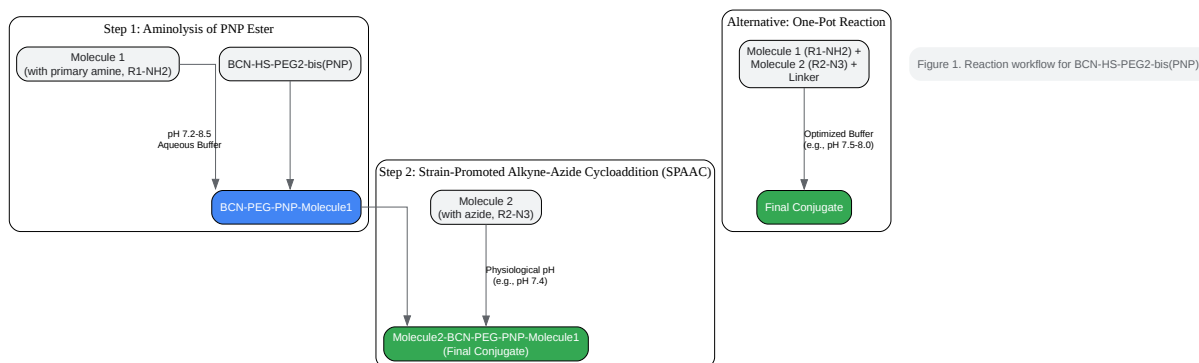 Step 1: Aminolysis of PNP Ester
Molecule 1
(with primary amine, R1-NH2)
BCN-HS-PEG2-bis(PNP)
pH 7.2-8.5
Aqueous Buffer
BCN-PEG-PNP-Molecule1
Step 2: Strain-Promoted Alkyne-Azide Cycloaddition (SPAAC)
Molecule 2
(with azide, R2-N3)
Physiological pH
(e.g., pH 7.4)
Molecule2-BCN-PEG-PNP-Molecule1
(Final Conjugate)
Alternative: One-Pot Reaction
Molecule 1 (R1-NH2) +
Molecule 2 (R2-N3) +
Linker
Optimized Buffer
(e.g., pH 7.5-8.0)
Final Conjugate
Figure 1. Reaction workflow for BCN-HS-PEG2-bis(PNP)